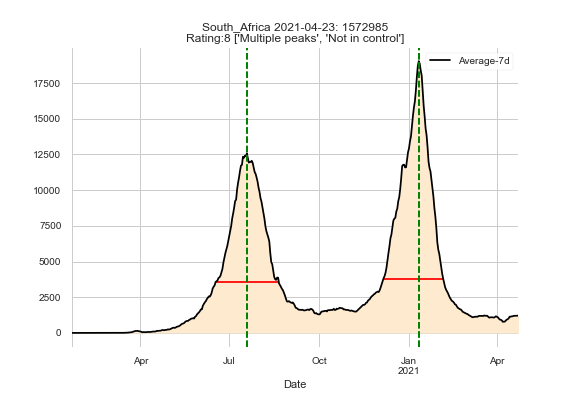 South_Africa 2021-04-23: 1572985
Rating:8 ['Multiple peaks', 'Not in control']
Average-7d
17500
15000
12500
10000
7500
5000
2500
0
Apr Jul Oct Jan Apr
2021
Date